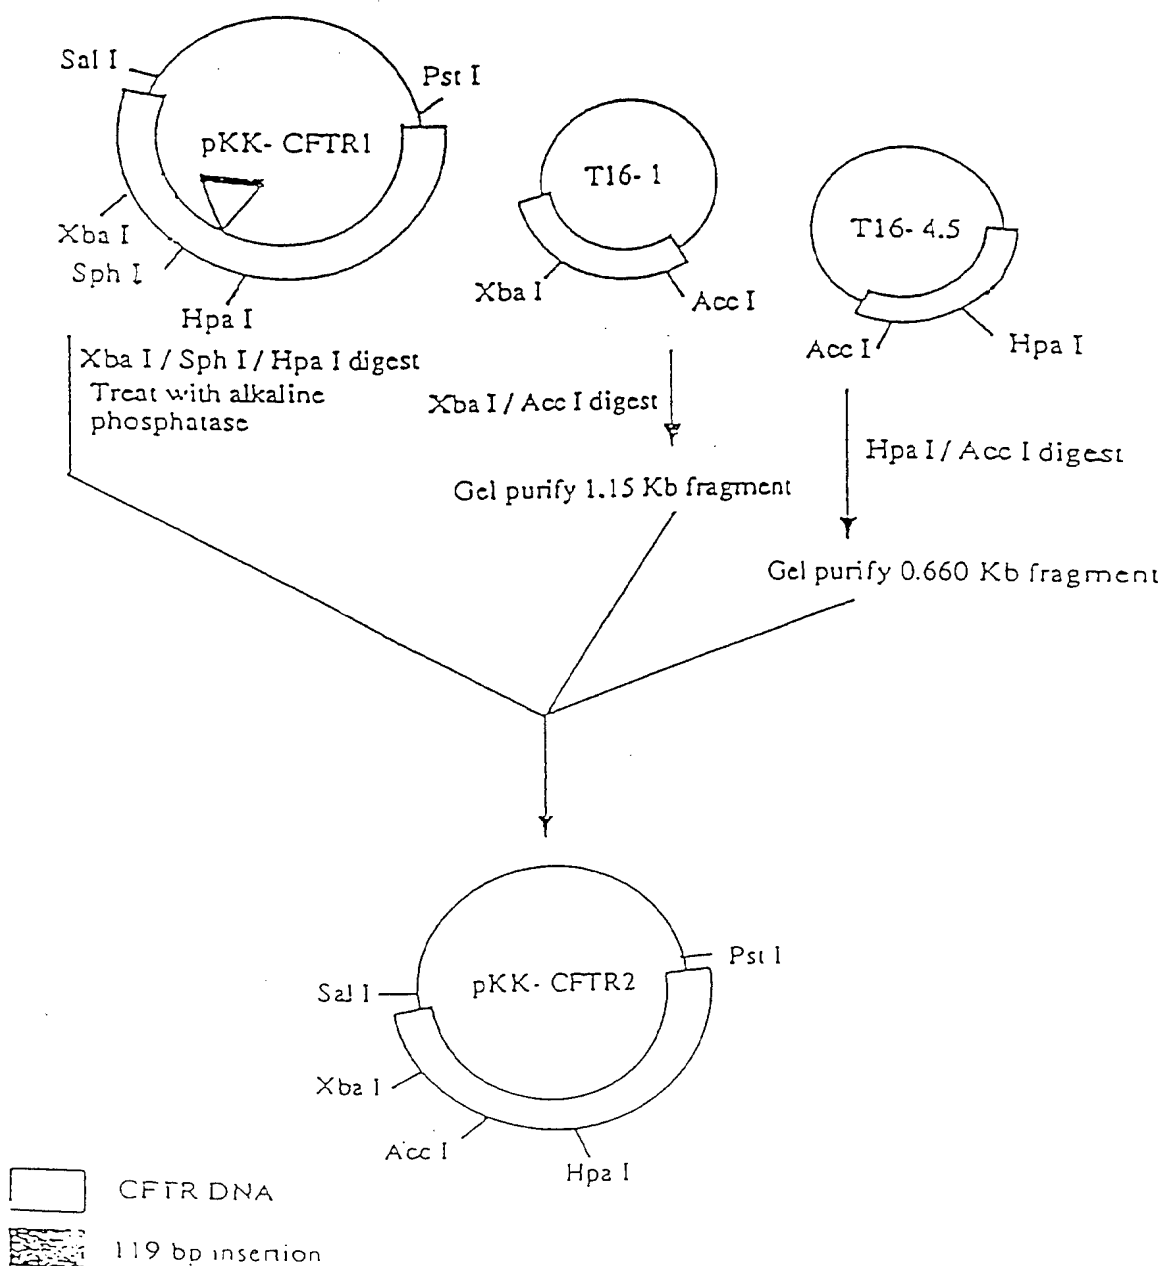 Sal I
Pst I
pKK- CFTR1
Xba I
Sph I
Hpa I
T16- 1
Xba I
Acc I
T16- 4.5
Acc I
Hpa I
Xba I / Sph I / Hpa I digest
Treat with alkaline
phosphatase
Xba I / Acc I digest
Hpa I / Acc I digest
Gel purify 1.15 Kb fragment
Gel purify 0.660 Kb fragment
Sal I
Pst I
pKK- CFTR2
Xba I
Acc I
Hpa I
CFTR DNA
119 bp insertion